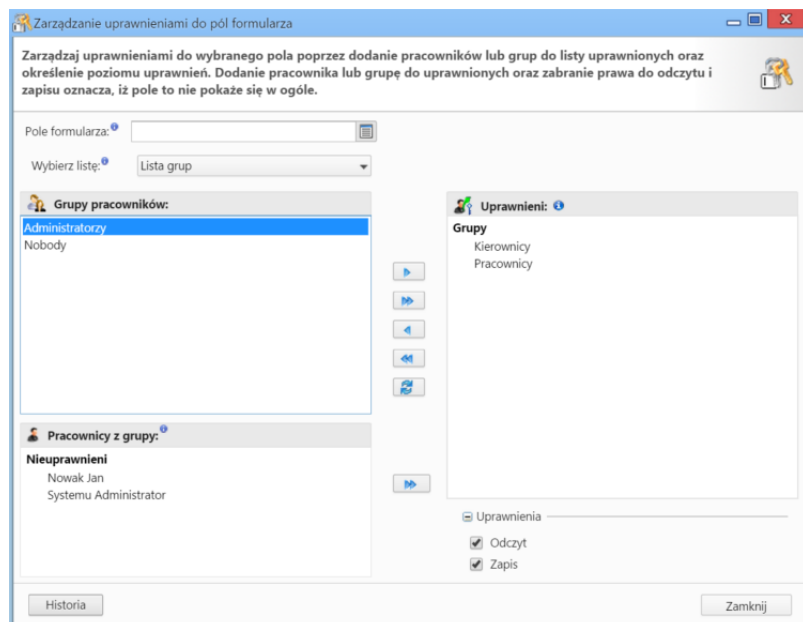 Zarządzanie uprawnieniami do pól formularza
Zarządzaj uprawnieniami do wybranego pola poprzez dodanie pracowników lub grup do listy uprawnionych oraz
określenie poziomu uprawnień. Dodanie pracownika lub grupę do uprawnionych oraz zabranie prawa do odczytu i
zapisu oznacza, iż pole to nie pokaże się w ogóle.
Pole formularza:
Wybierz listę:
Lista grup
Grupy pracowników:
Administratorzy
Nobody
Pracownicy z grupy:
Nieuprawnieni
Nowak Jan
Systemu Administrator
Uprawnieni:
Grupy
Kierownicy
Pracownicy
Uprawnienia
Odczyt
Zapis
Historia
Zamknij